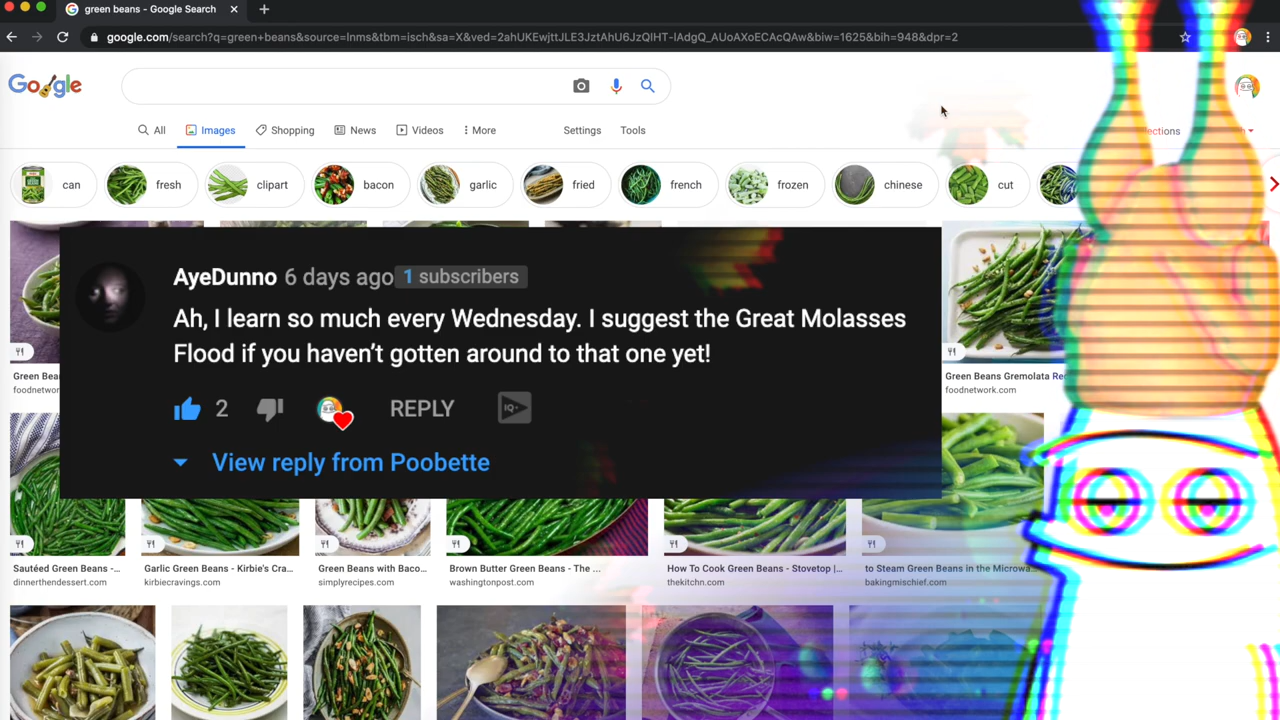 green beans - Google Search
google.com/search?q=green+beans&source=lnms&tbm=isch&sa=X&ved=2ahUKEwjttJLE3JztAhU6JzQIHT-IAdgQ_AUoAXoECAcQAw&biw=1625&bih=948&dpr=2
Google
All Images Shopping News Videos More Settings Tools
can fresh clipart bacon garlic fried french frozen chinese cut
AyeDunno 6 days ago 1 subscribers
Ah, I learn so much every Wednesday. I suggest the Great Molasses
Flood if you haven't gotten around to that one yet!
2 REPLY IQ+
View reply from Poobette
Green Beans Gremolata
foodnetwork.com
Sautéed Green Beans -... Garlic Green Beans - Kirbie's Cra... Green Beans with Baco... Brown Butter Green Beans - The ... How To Cook Green Beans - Stovetop |... to Steam Green Beans in the Microwa...
dinnerthendessert.com kirbiecravings.com simplyrecipes.com washingtonpost.com thekitchn.com bakingmischief.com